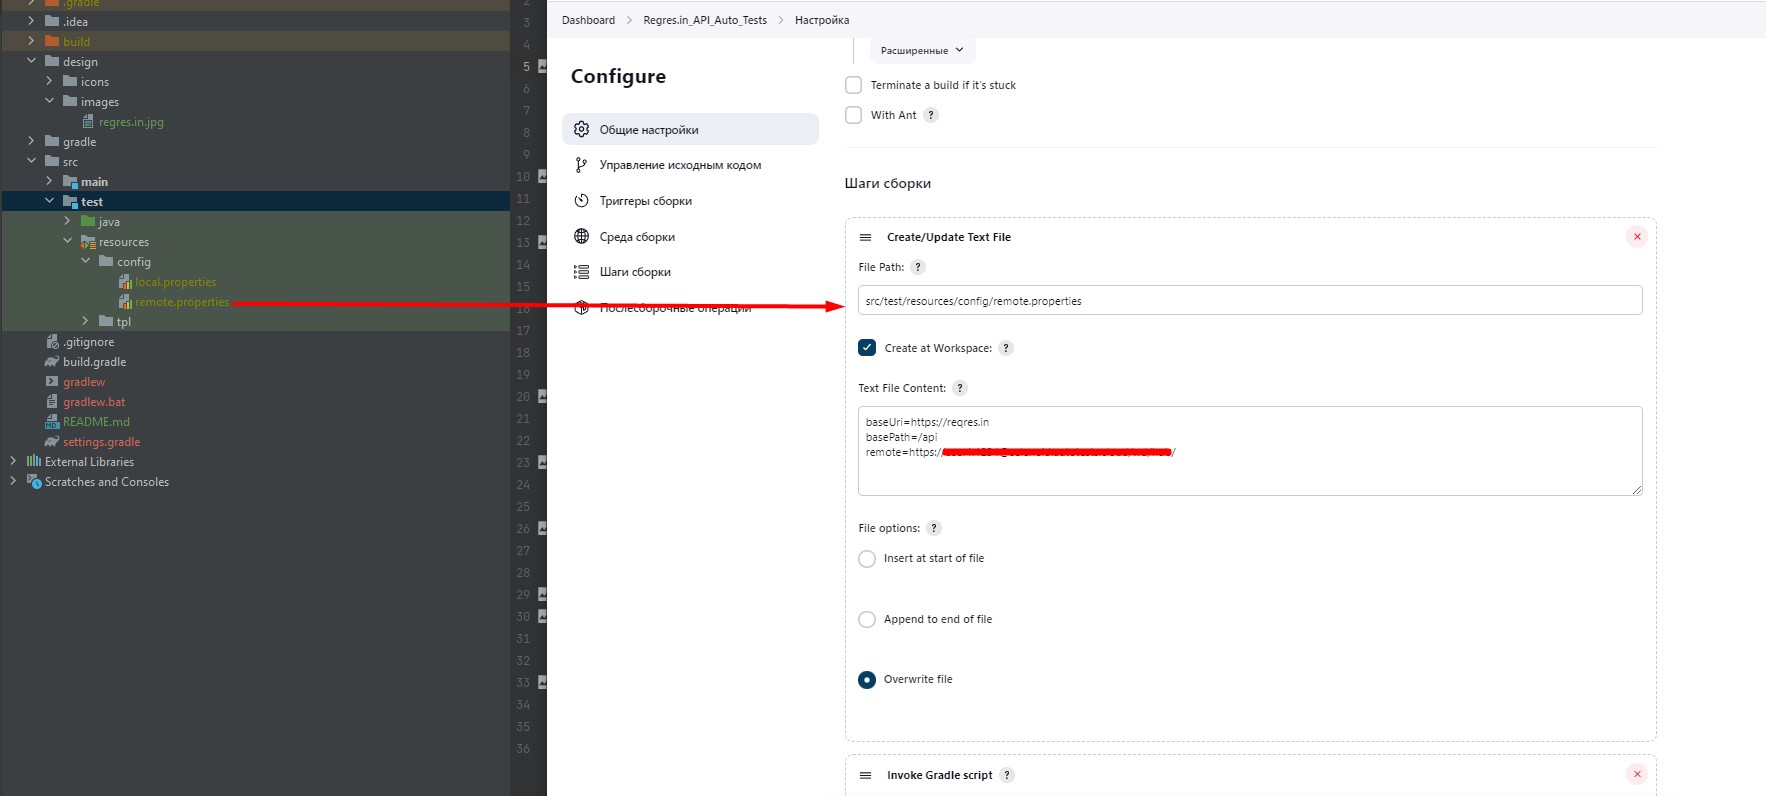 .gradle
.idea
build
design
icons
images
regres.in.jpg
gradle
src
main
test
java
resources
config
local.properties
remote.properties
tpl
.gitignore
build.gradle
gradlew
gradlew.bat
README.md
settings.gradle
External Libraries
Scratches and Consoles
2
3
4
5
6
7
8
9
10
11
12
13
14
15
16
17
18
19
20
21
22
23
24
25
26
27
28
29
30
31
32
33
34
35
36
Dashboard > Regres.in_API_Auto_Tests > Настройка
Configure
Общие настройки
Управление исходным кодом
Триггеры сборки
Среда сборки
Шаги сборки
Послесборочные операции
Расширенные
Terminate a build if it's stuck
With Ant ?
Шаги сборки
Create/Update Text File
File Path: ?
src/test/resources/config/remote.properties
Create at Workspace: ?
Text File Content: ?
baseUri=https://reqres.in
basePath=/api
remote=https:/ /
File options: ?
Insert at start of file
Append to end of file
Overwrite file
Invoke Gradle script ?